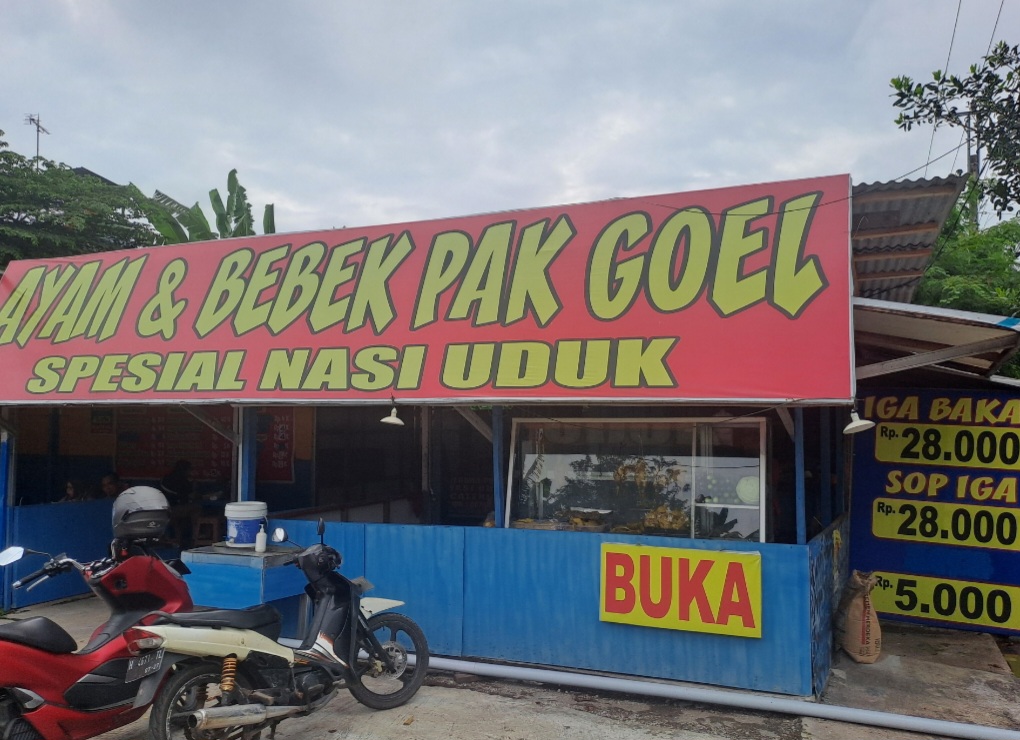 AYAM & BEBEK PAK GOEL
SPESIAL NASI UDUK
IGA BAKA
Rp. 28.000
SOP IGA
Rp. 28.000
Rp. 5.000
BUKA